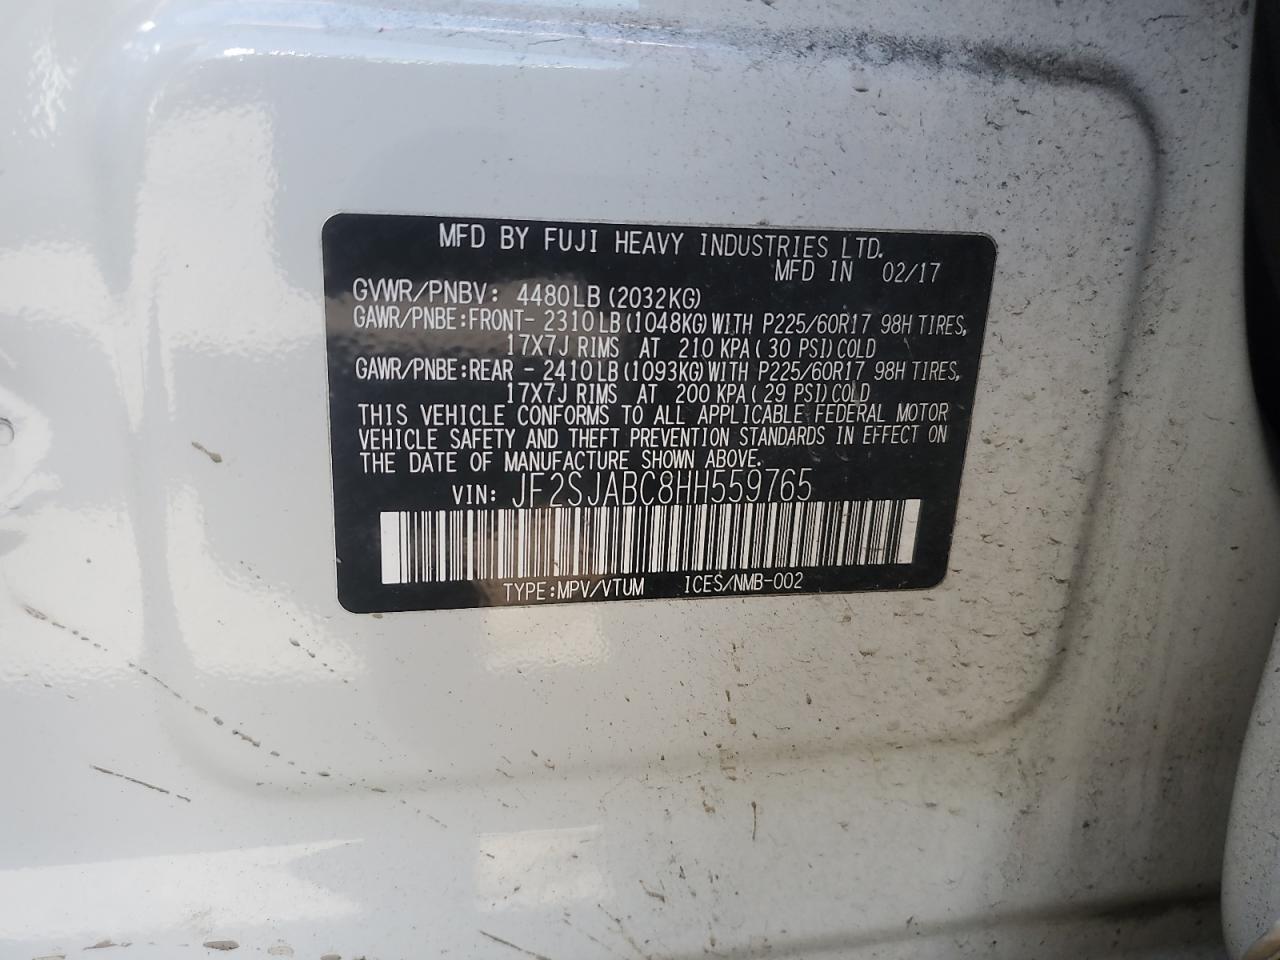 MFD BY FUJI HEAVY INDUSTRIES LTD.
MFD IN 02/17
GVWR/PNBV: 4480LB (2032KG)
GAWR/PNBE:FRONT- 2310LB (1048KG) WITH P225/60R17 98H TIRES,
17X7J RIMS AT 210 KPA ( 30 PSI) COLD
GAWR/PNBE:REAR - 2410LB (1093KG) WITH P225/60R17 98H TIRES,
17X7J RIMS AT 200 KPA ( 29 PSI) COLD
THIS VEHICLE CONFORMS TO ALL APPLICABLE FEDERAL MOTOR
VEHICLE SAFETY AND THEFT PREVENTION STANDARDS IN EFFECT ON
THE DATE OF MANUFACTURE SHOWN ABOVE.
VIN: JF2SJABC8HH559765
TYPE:MPV/VTUM ICES/NMB-002